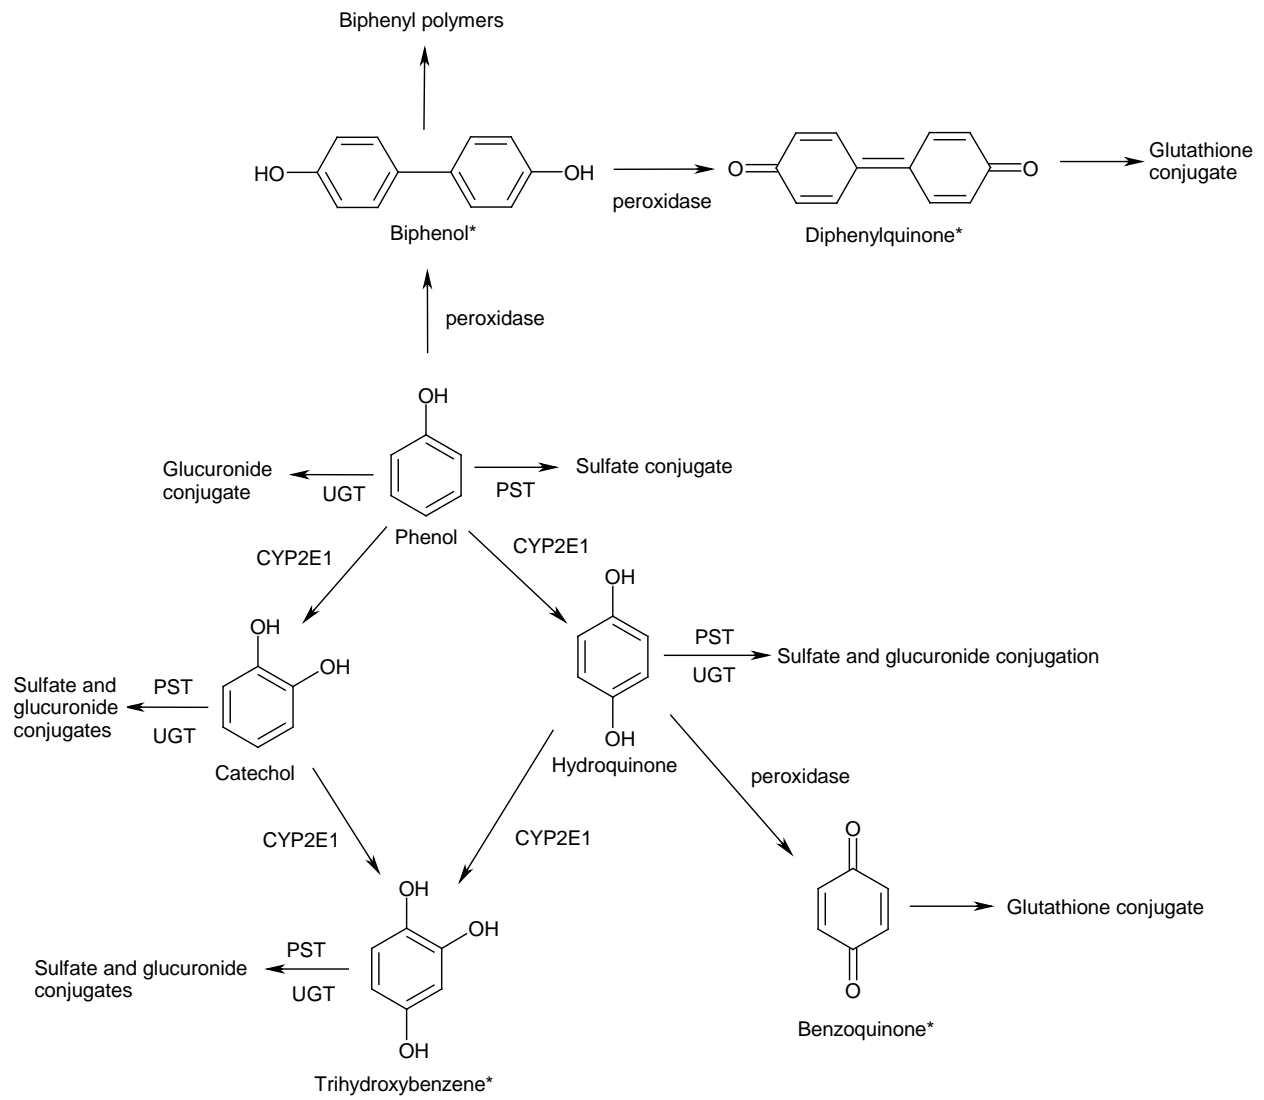 Biphenyl polymers
HO
OH
peroxidase
O
O
Glutathione
conjugate
Biphenol*
Diphenylquinone*
peroxidase
OH
Glucuronide
conjugate
UGT
PST
Sulfate conjugate
Phenol
CYP2E1
CYP2E1
OH
OH
OH
PST
UGT
Sulfate and glucuronide conjugation
Sulfate and
glucuronide
conjugates
PST
UGT
OH
Catechol
Hydroquinone
peroxidase
CYP2E1
CYP2E1
O
OH
OH
Glutathione conjugate
PST
UGT
Sulfate and glucuronide
conjugates
O
Benzoquinone*
OH
Trihydroxybenzene*